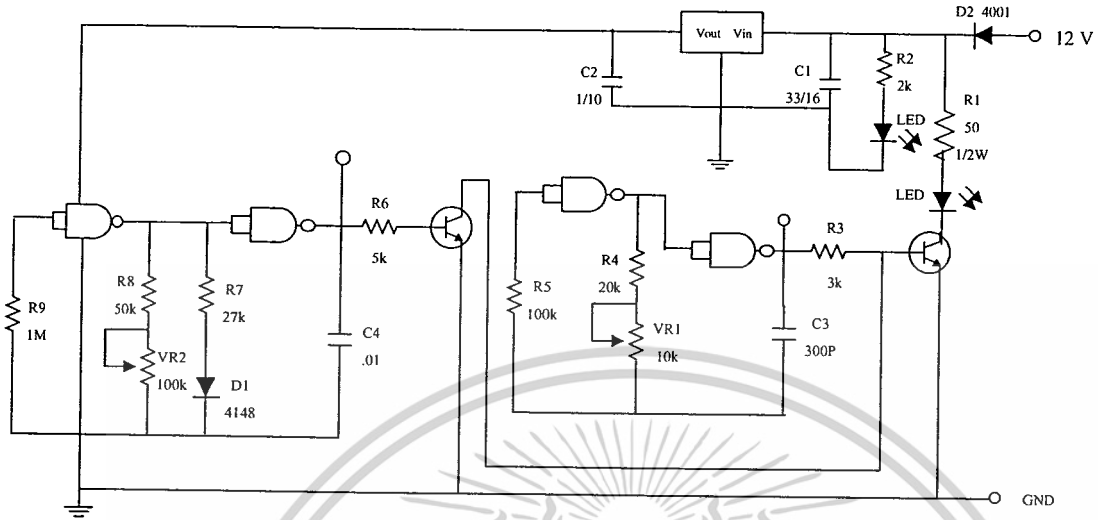 D2 4001
12 V
Vout Vin
C2
1/10
C1
33/16
R2
2k
LED
R1
50
1/2W
LED
R6
5k
R3
3k
R9
1M
R8
50k
R7
27k
VR2
100k
D1
4148
C4
.01
R5
100k
R4
20k
VR1
10k
C3
300P
GND